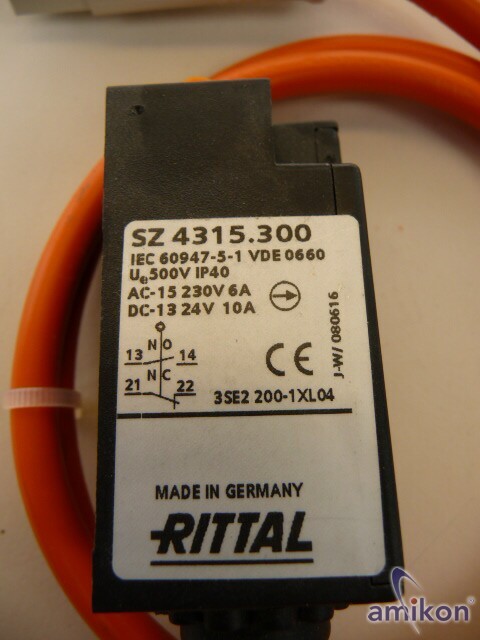 SZ 4315.300
IEC 60947-5-1 VDE 0660
Ue500V IP40
AC-15 230V 6A
DC-13 24V 10A
J-W/ 080616
NO
13 14
NC
21 22
CE
3SE2 200-1XL04
MADE IN GERMANY
RITTAL
amikon®